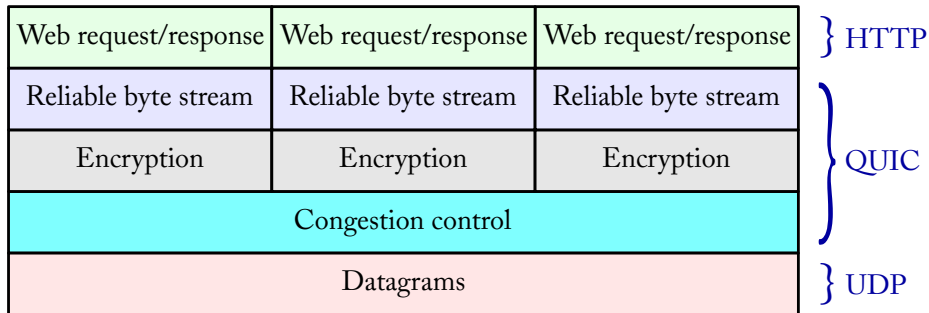 Web request/response Web request/response Web request/response } HTTP
Reliable byte stream Reliable byte stream Reliable byte stream
Encryption Encryption Encryption } QUIC
Congestion control
Datagrams } UDP